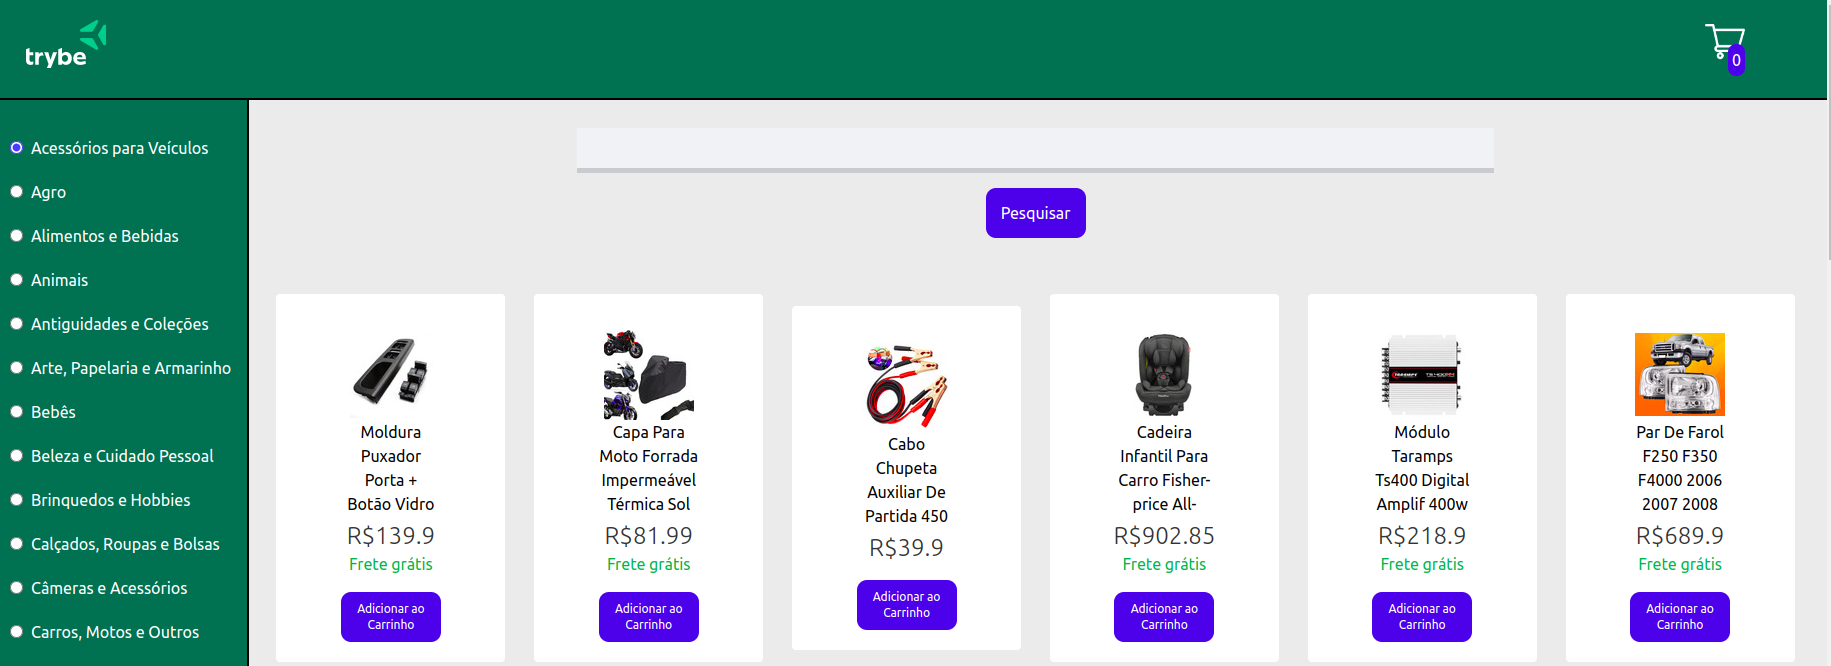 trybe
0
Acessórios para Veículos
Agro
Alimentos e Bebidas
Animais
Antiguidades e Coleções
Arte, Papelaria e Armarinho
Bebês
Beleza e Cuidado Pessoal
Brinquedos e Hobbies
Calçados, Roupas e Bolsas
Câmeras e Acessórios
Carros, Motos e Outros
Pesquisar
Moldura
Puxador
Porta +
Botão Vidro
R$139.9
Frete grátis
Adicionar ao
Carrinho
Capa Para
Moto Forrada
Impermeável
Térmica Sol
R$81.99
Frete grátis
Adicionar ao
Carrinho
Cabo
Chupeta
Auxiliar De
Partida 450
R$39.9
Adicionar ao
Carrinho
Cadeira
Infantil Para
Carro Fisher-
price All-
R$902.85
Frete grátis
Adicionar ao
Carrinho
Módulo
Taramps
Ts400 Digital
Amplif 400w
R$218.9
Frete grátis
Adicionar ao
Carrinho
Par De Farol
F250 F350
F4000 2006
2007 2008
R$689.9
Frete grátis
Adicionar ao
Carrinho